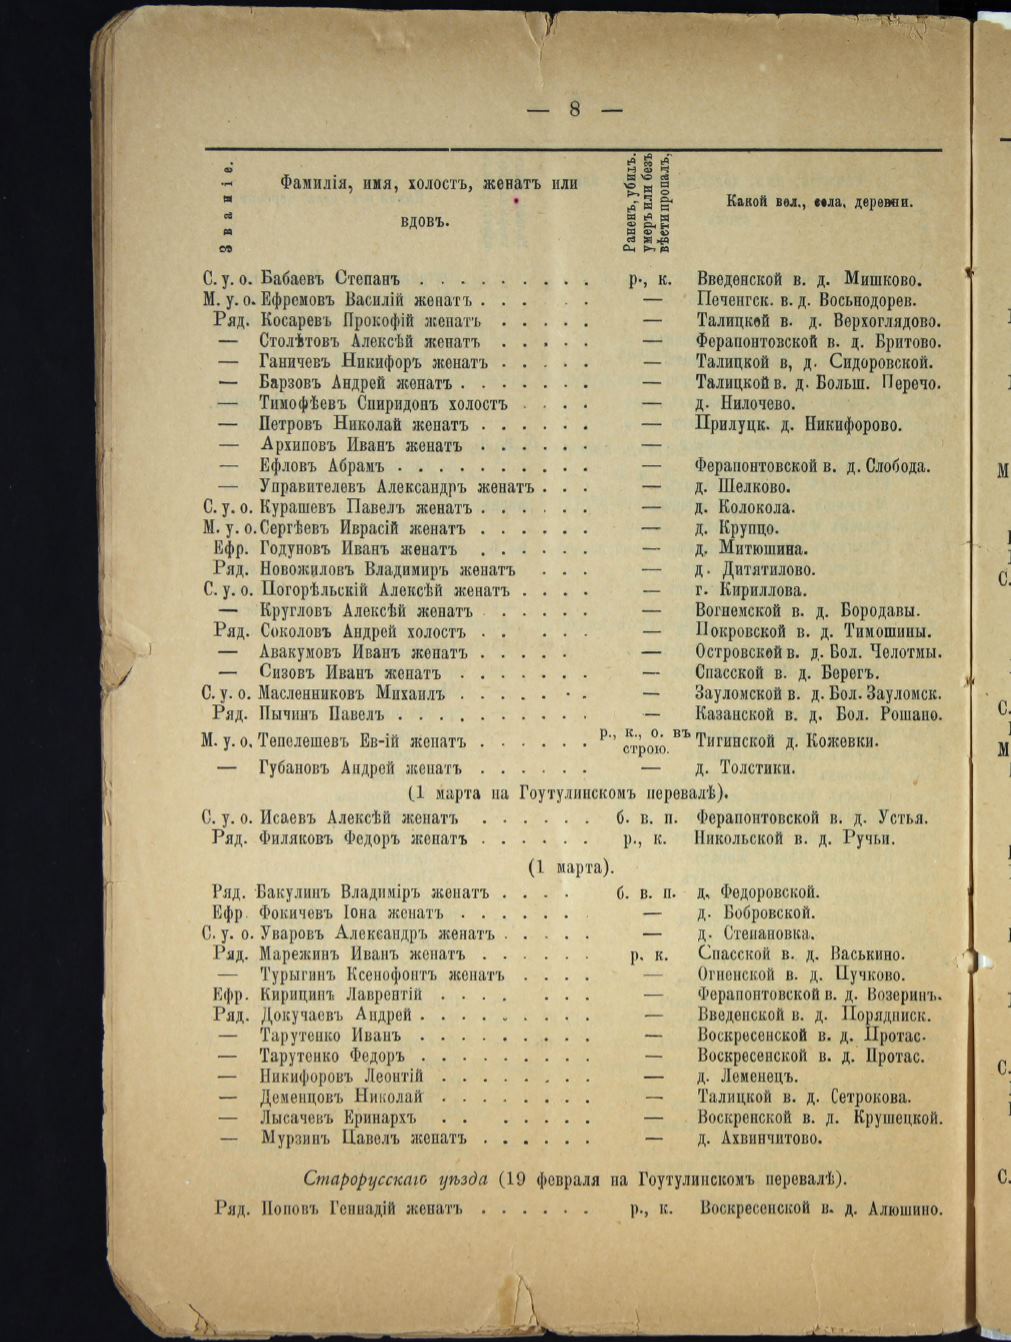 — 8 —
Званіе.
Фамилія, имя, холостъ, женатъ или
вдовъ.
Раненъ, убитъ.
умеръ или безъ
вѣсти пропалъ,
Какой вол., села, деревни.
С. у. о. Бабаевъ Степанъ . . . . . . . . . р., к. Введенской в. д. Мишково.
М. у. о. Ефремовъ Василій женатъ . . . . . — Печенгск. в. д. Восьнодорев.
Ряд. Косаревъ Прокофій женатъ . . . . . — Талицкой в. д. Верхоглядово.
— Столѣтовъ Алексѣй женатъ . . . . . — Ферапонтовской в. д. Бритово.
— Ганичевъ Никифоръ женатъ . . . . . — Талицкой в, д. Сидоровской.
— Барзовъ Андрей женатъ . . . . . . — Талицкой в. д. Больш. Перечо.
— Тимофѣевъ Спиридонъ холостъ . . . . — д. Нилочево.
— Петровъ Николай женатъ . . . . . . — Прилуцк. д. Никифорово.
— Архиповъ Иванъ женатъ . . . . . . —
— Ефловъ Абрамъ . . . . . . . . . . — Ферапонтовской в. д. Слобода.
— Управителевъ Александръ женатъ . . . — д. Шелково.
С. у. о. Курашевъ Павелъ женатъ . . . . . . — д. Колокола.
М. у. о. Сергѣевъ Иврасій женатъ . . . . . . — д. Крупцо.
Ефр. Годуновъ Иванъ женатъ . . . . . . — д. Митюшина.
Ряд. Новожиловъ Владимиръ женатъ . . . — д. Дитятилово.
С. у. о. Погорѣльскій Алексѣй женатъ . . . . — г. Кириллова.
— Кругловъ Алексѣй женатъ . . . . . — Вогнемской в. д. Бородавы.
Ряд. Соколовъ Андрей холостъ . . . . . — Покровской в. д. Тимошины.
— Авакумовъ Иванъ женатъ . . . . . — Островской в. д. Бол. Челотмы.
— Сизовъ Иванъ женатъ . . . . . . — Спасской в. д. Берегъ.
С. у. о. Масленниковъ Михаилъ . . . . . . . — Зауломской в. д. Бол. Зауломск.
Ряд. Пычинъ Павелъ . . . . . . . . . . — Казанской в. д. Бол. Рошано.
М. у. о. Тепелешевъ Ев-ій женатъ . . . . . . р., к., о. въ строю. Тигинской д. Кожевки.
— Губановъ Андрей женатъ . . . . . . — д. Толстики.
(1 марта на Гоутулинскомъ перевалѣ).
С. у. о. Исаевъ Алексѣй женатъ . . . . . . б. в. п. Ферапонтовской в. д. Устья.
Ряд. Филяковъ Федоръ женатъ . . . . . . р., к. Никольской в. д. Ручьи.
(1 марта).
Ряд. Бакулинъ Владиміръ женатъ . . . . б. в. п. д. Федоровской.
Ефр. Фокичевъ Іона женатъ . . . . . . — д. Бобровской.
С. у. о. Уваровъ Александръ женатъ . . . . . — д. Степановка.
Ряд. Марежинъ Иванъ женатъ . . . . . . р. к. Спасской в. д. Васькино.
— Турыгинъ Ксенофонтъ женатъ . . . . — Огненской в. д. Пучково.
Ефр. Кирицинъ Лаврентій . . . . . . . — Ферапонтовской в. д. Возеринъ.
Ряд. Докучаевъ Андрей . . . . . . . . . — Введенской в. д. Поряднск.
— Тарутенко Иванъ . . . . . . . . . — Воскресенской в. д. Протас.
— Тарутенко Федоръ . . . . . . . . . — Воскресенской в. д. Протас.
— Никифоровъ Леонтій . . . . . . . . — д. Леменецъ.
— Деменцовъ Николай . . . . . . . . — Талицкой в. д. Сетрокова.
— Лысачевъ Еринархъ . . . . . . . — Воскренской в. д. Крушецкой.
— Мурзинъ Павелъ женатъ . . . . . . — д. Ахвинчитово.
Старорусскаго уѣзда (19 февраля на Гоутулинскомъ перевалѣ).
Ряд. Поповъ Геннадій женатъ . . . . . . р., к. Воскресенской в. д. Алюшино.